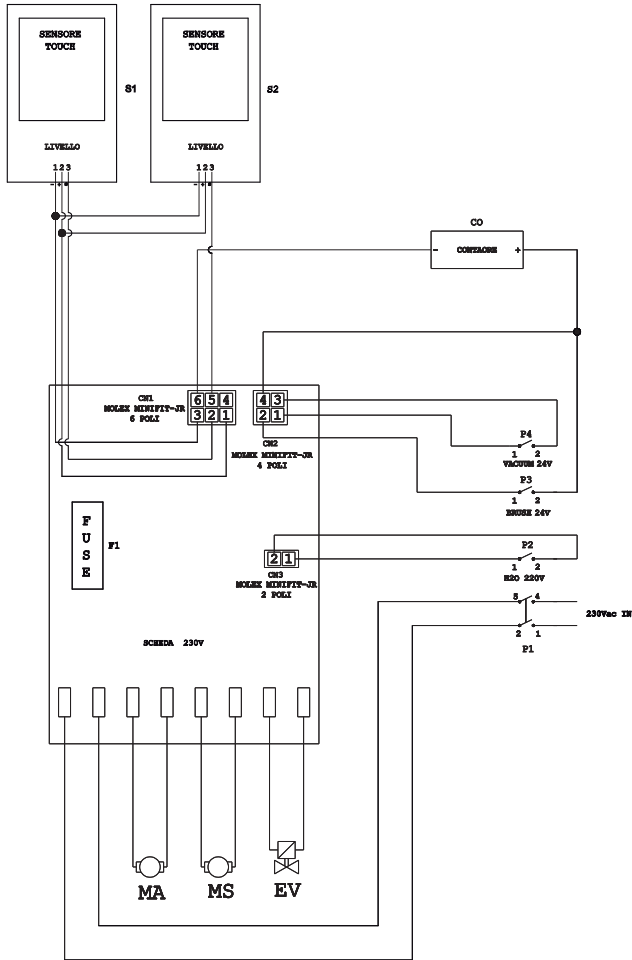 SENSORE
TOUCH
S1
SENSORE
TOUCH
S2
LIVELLO
LIVELLO
1 2 3
1 2 3
- + •
- + •
CO
- CONTAORE +
CN1
MOLEX MINIFIT-JR
6 POLI
6 5 4
3 2 1
4 3
2 1
CN2
MOLEX MINIFIT-JR
4 POLI
P4
1 2
VACUUM 24V
P3
1 2
BRUSH 24V
F
U
S
E
F1
2 1
CN3
MOLEX MINIFIT-JR
2 POLI
P2
1 2
H2O 220V
5 4
230Vac IN
2 1
P1
SCHEDA 230V
MA
MS
EV